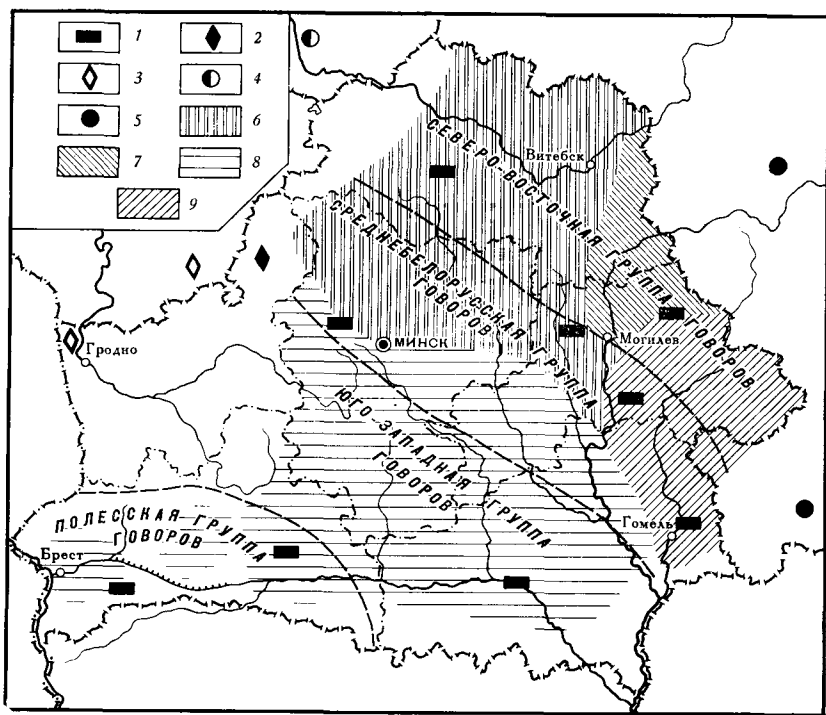 1 2
3 4
5 6
7 8
9
СЕВЕРО-ВОСТОЧНАЯ ГРУППА ГОВОРОВ
Витебск
СРЕДНЕБЕЛОРУССКАЯ ГРУППА
ГОВОРОВ
МИНСК
Могилев
Гродно
ЮГО-ЗАПАДНАЯ ГРУППА
ГОВОРОВ
ПОЛЕССКАЯ ГРУППА
ГОВОРОВ
Гомель
Брест